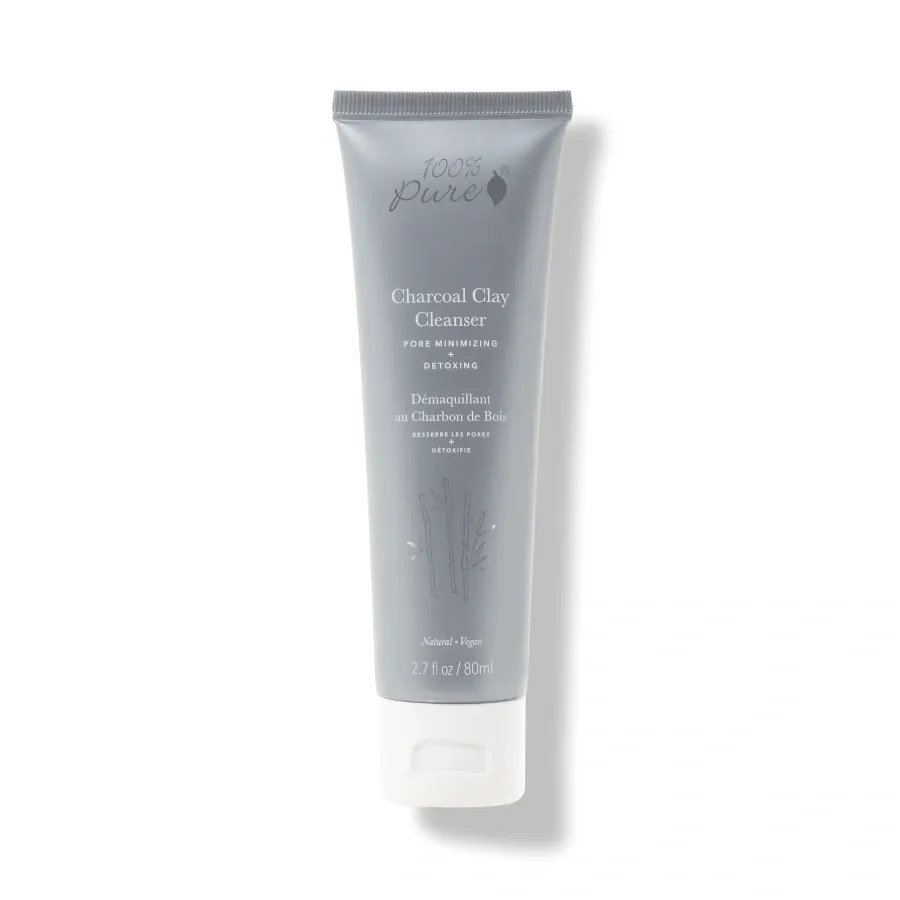 100%
Pure®
Charcoal Clay
Cleanser
PORE MINIMIZING
+
DETOXING
Démaquillant
au Charbon de Bois
RESSERRE LES PORES
+
DÉTOXIFIE
Natural • Vegan
2.7 fl oz / 80ml